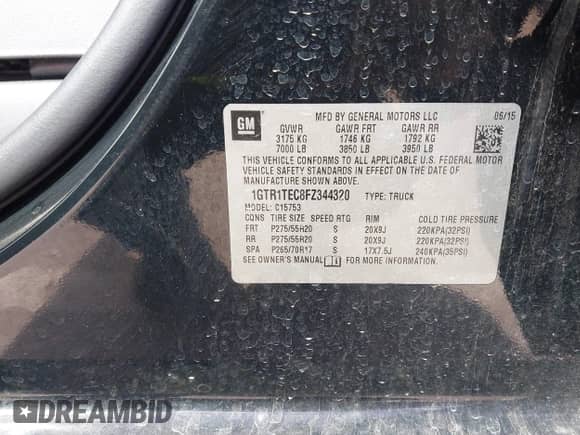 GM
MFD BY GENERAL MOTORS LLC 06/15
GVWR GAWR FRT GAWR RR
3175 KG 1746 KG 1792 KG
7000 LB 3850 LB 3950 LB
THIS VEHICLE CONFORMS TO ALL APPLICABLE U.S. FEDERAL MOTOR
VEHICLE SAFETY STANDARDS IN EFFECT ON THE DATE OF
MANUFACTURE SHOWN ABOVE.
1GTR1TEC8FZ344320 TYPE: TRUCK
MODEL: C15753
CONS TIRE SIZE SPEED RTG RIM COLD TIRE PRESSURE
FRT P275/55R20 S 20X9J 220KPA(32PSI)
RR P275/55R20 S 20X9J 220KPA(32PSI)
SPA P265/70R17 S 17X7.5J 240KPA(35PSI)
SEE OWNER'S MANUAL FOR MORE INFORMATION.
DREAMBID